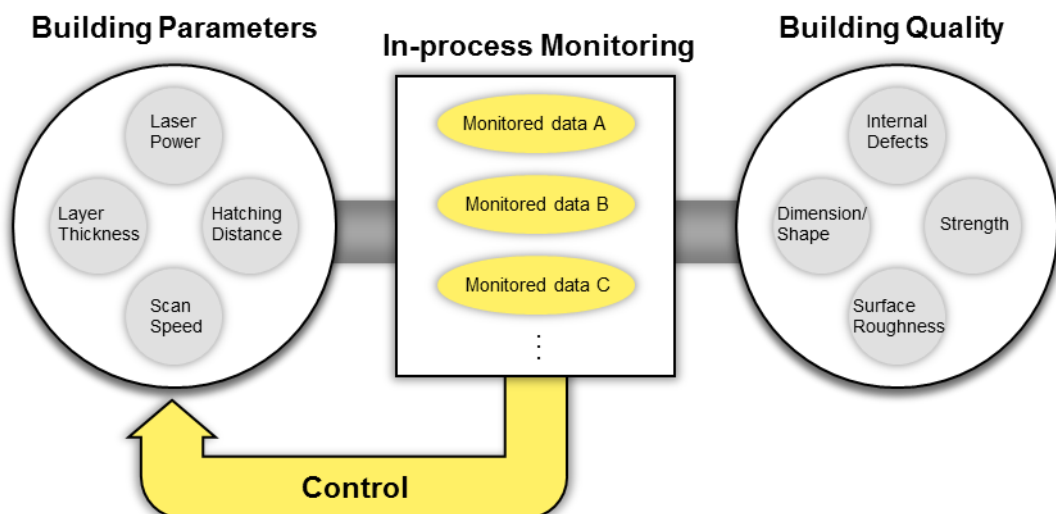 Building Parameters
In-process Monitoring
Building Quality
Laser
Power
Layer
Thickness
Hatching
Distance
Scan
Speed
Monitored data A
Monitored data B
Monitored data C
⋮
Internal
Defects
Dimension/
Shape
Strength
Surface
Roughness
Control